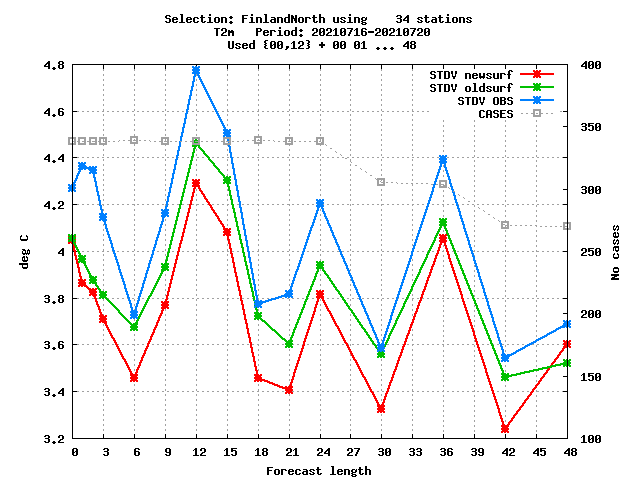 Selection: FinlandNorth using    34 stations
T2m   Period: 20210716-20210720
Used {00,12} + 00 01 ... 48
STDV newsurf
STDV oldsurf
STDV OBS
CASES
deg C
4.8
4.6
4.4
4.2
4
3.8
3.6
3.4
3.2
400
350
300
250
200
150
100
No cases
0 3 6 9 12 15 18 21 24 27 30 33 36 39 42 45 48
Forecast length